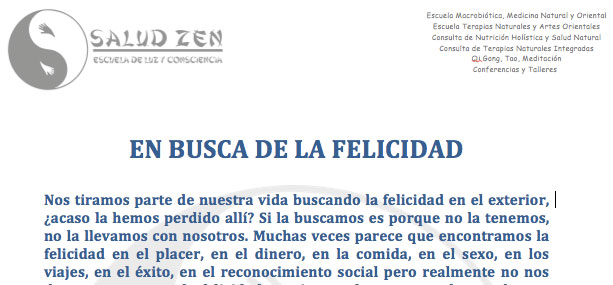 SALUD ZEN
ESCUELA DE LUZ Y CONSCIENCIA
Escuela Macrobiótica, Medicina Natural y Oriental
Escuela Terapias Naturales y Artes Orientales
Consulta de Nutrición Holística y Salud Natural
Consulta de Terapias Naturales Integradas
Qi.Gong, Tao, Meditación
Conferencias y Talleres
EN BUSCA DE LA FELICIDAD
Nos tiramos parte de nuestra vida buscando la felicidad en el exterior,
¿acaso la hemos perdido allí? Si la buscamos es porque no la tenemos,
no la llevamos con nosotros. Muchas veces parece que encontramos la
felicidad en el placer, en el dinero, en la comida, en el sexo, en los
viajes, en el éxito, en el reconocimiento social pero realmente no nos